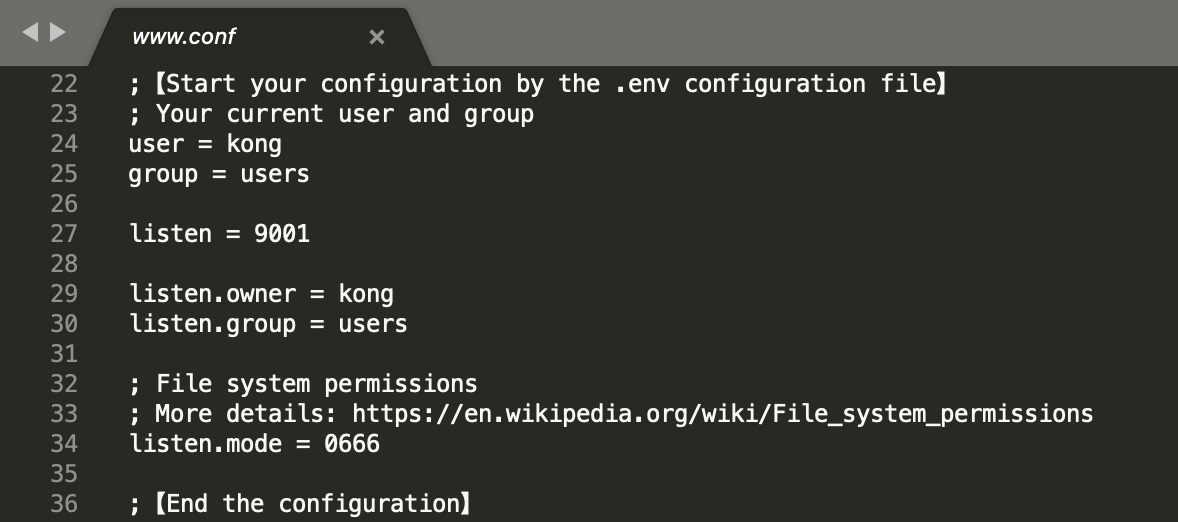 www.conf
22 ;【Start your configuration by the .env configuration file】
23 ; Your current user and group
24 user = kong
25 group = users
26
27 listen = 9001
28
29 listen.owner = kong
30 listen.group = users
31
32 ; File system permissions
33 ; More details: https://en.wikipedia.org/wiki/File_system_permissions
34 listen.mode = 0666
35
36 ;【End the configuration】